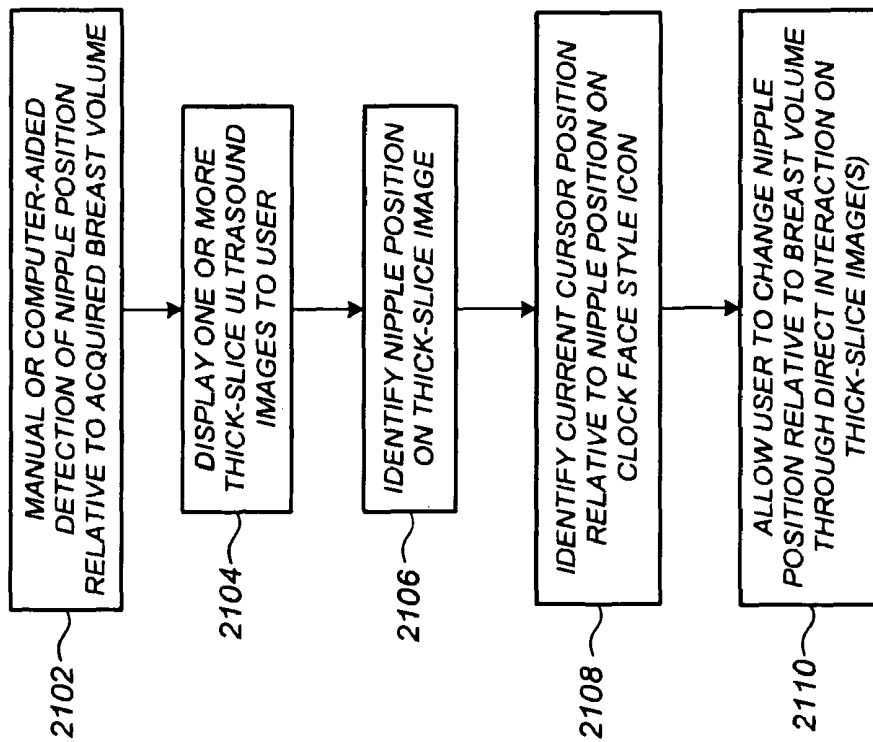 2102
MANUAL OR COMPUTER-AIDED
DETECTION OF NIPPLE POSITION
RELATIVE TO ACQUIRED BREAST VOLUME
2104
DISPLAY ONE OR MORE
THICK-SLICE ULTRASOUND
IMAGES TO USER
2106
IDENTIFY NIPPLE POSITION
ON THICK-SLICE IMAGE
2108
IDENTIFY CURRENT CURSOR POSITION
RELATIVE TO NIPPLE POSITION ON
CLOCK FACE STYLE ICON
2110
ALLOW USER TO CHANGE NIPPLE
POSITION RELATIVE TO BREAST VOLUME
THROUGH DIRECT INTERACTION ON
THICK-SLICE IMAGE(S)